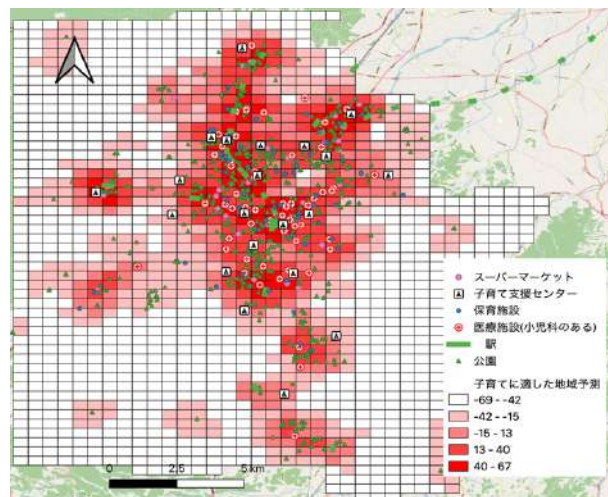 スーパーマーケット
子育て支援センター
保育施設
医療施設(小児科のある)
駅
公園
子育てに適した地域予測
-69 - -42
-42 - -15
-15 - 13
13 - 40
40 - 67
0 2.5 5 km